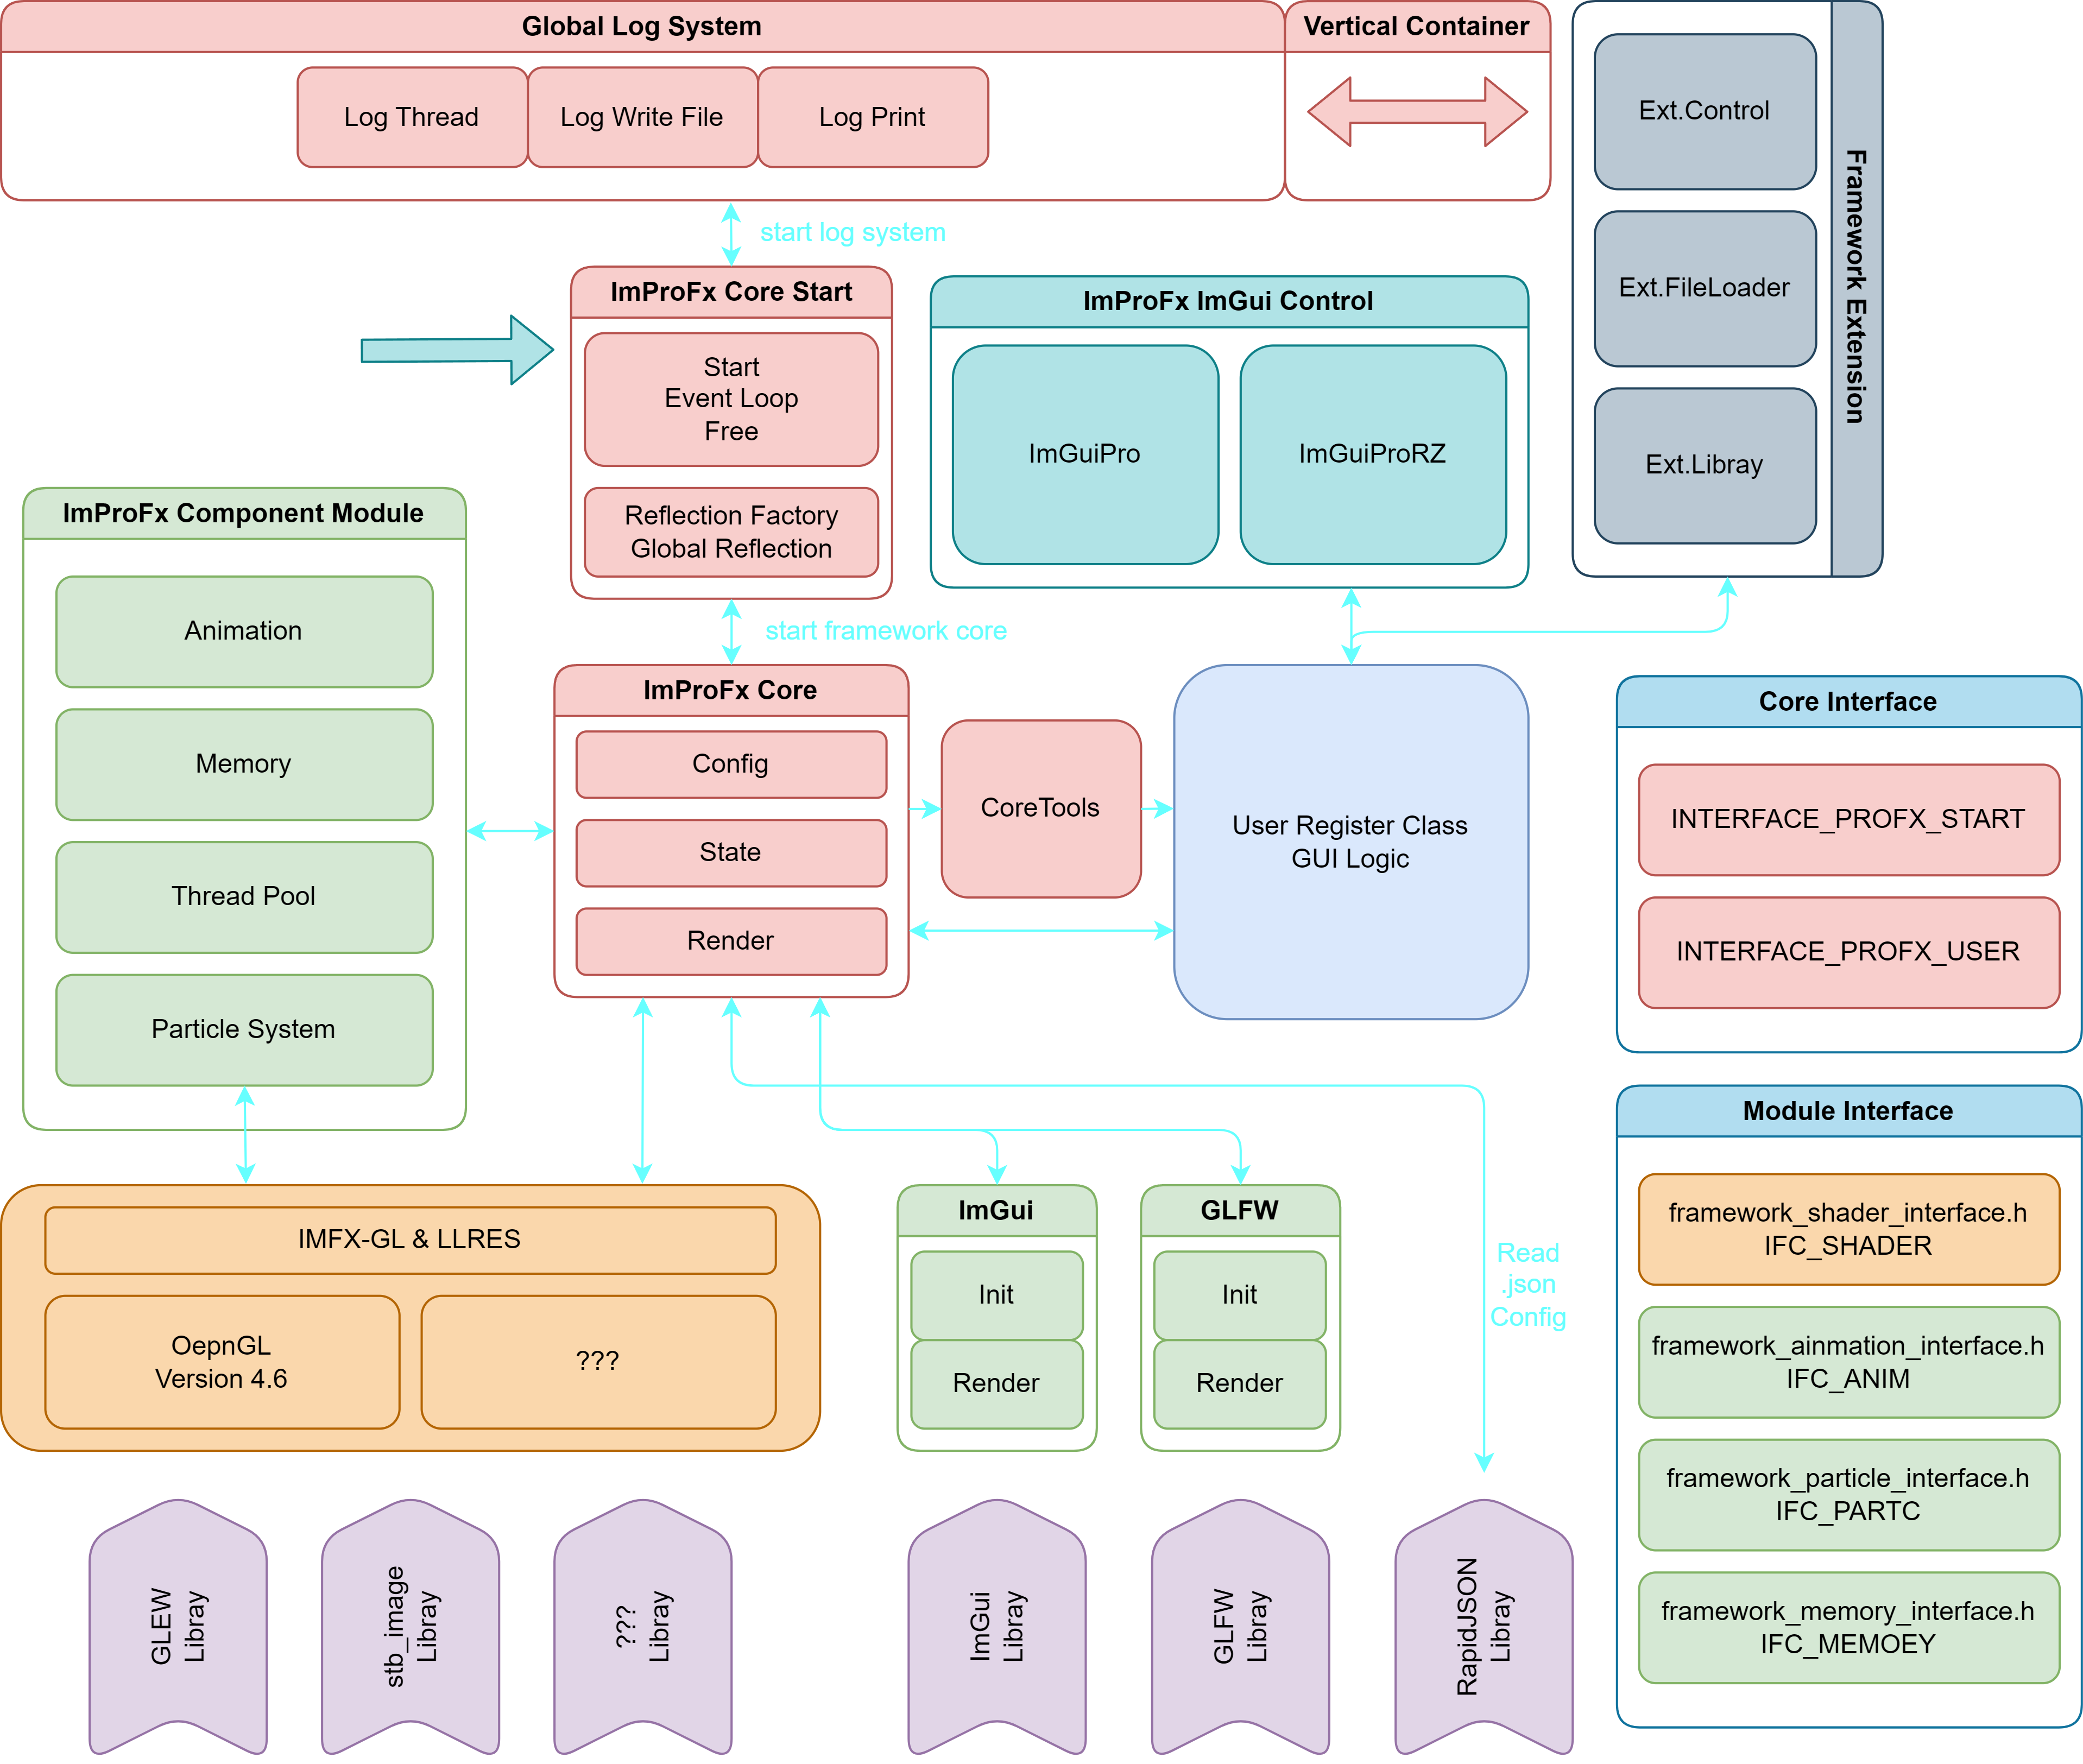 Global Log System
Vertical Container
Log Thread
Log Write File
Log Print
Framework Extension
Ext.Control
Ext.FileLoader
Ext.Libray
start log system
ImProFx Core Start
Start
Event Loop
Free
Reflection Factory
Global Reflection
ImProFx ImGui Control
ImGuiPro
ImGuiProRZ
ImProFx Component Module
Animation
Memory
Thread Pool
Particle System
start framework core
ImProFx Core
Config
State
Render
CoreTools
User Register Class
GUI Logic
Core Interface
INTERFACE_PROFX_START
INTERFACE_PROFX_USER
Module Interface
framework_shader_interface.h
IFC_SHADER
framework_ainmation_interface.h
IFC_ANIM
framework_particle_interface.h
IFC_PARTC
framework_memory_interface.h
IFC_MEMOEY
IMFX-GL & LLRES
OepnGL
Version 4.6
???
ImGui
Init
Render
GLFW
Init
Render
Read
.json
Config
GLEW
Libray
stb_image
Libray
???
Libray
ImGui
Libray
GLFW
Libray
RapidJSON
Libray